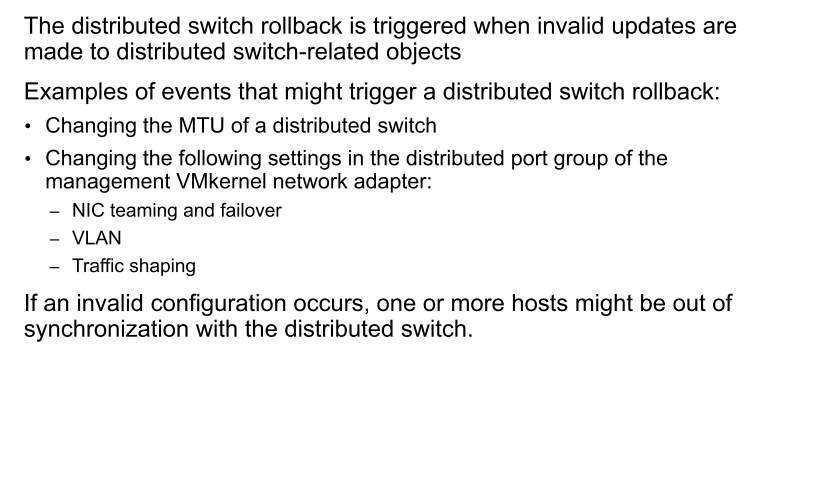 The distributed switch rollback is triggered when invalid updates are
made to distributed switch-related objects
Examples of events that might trigger a distributed switch rollback:
• Changing the MTU of a distributed switch
• Changing the following settings in the distributed port group of the
management VMkernel network adapter:
– NIC teaming and failover
– VLAN
– Traffic shaping
If an invalid configuration occurs, one or more hosts might be out of
synchronization with the distributed switch.